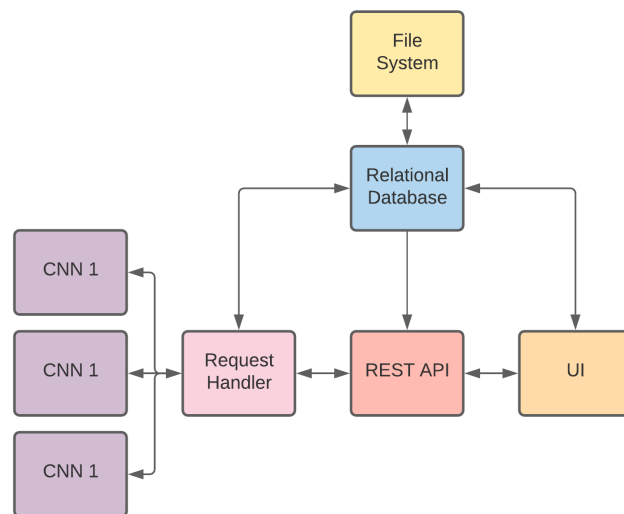 File
System
Relational
Database
CNN 1
CNN 1
Request
Handler
REST API
UI
CNN 1